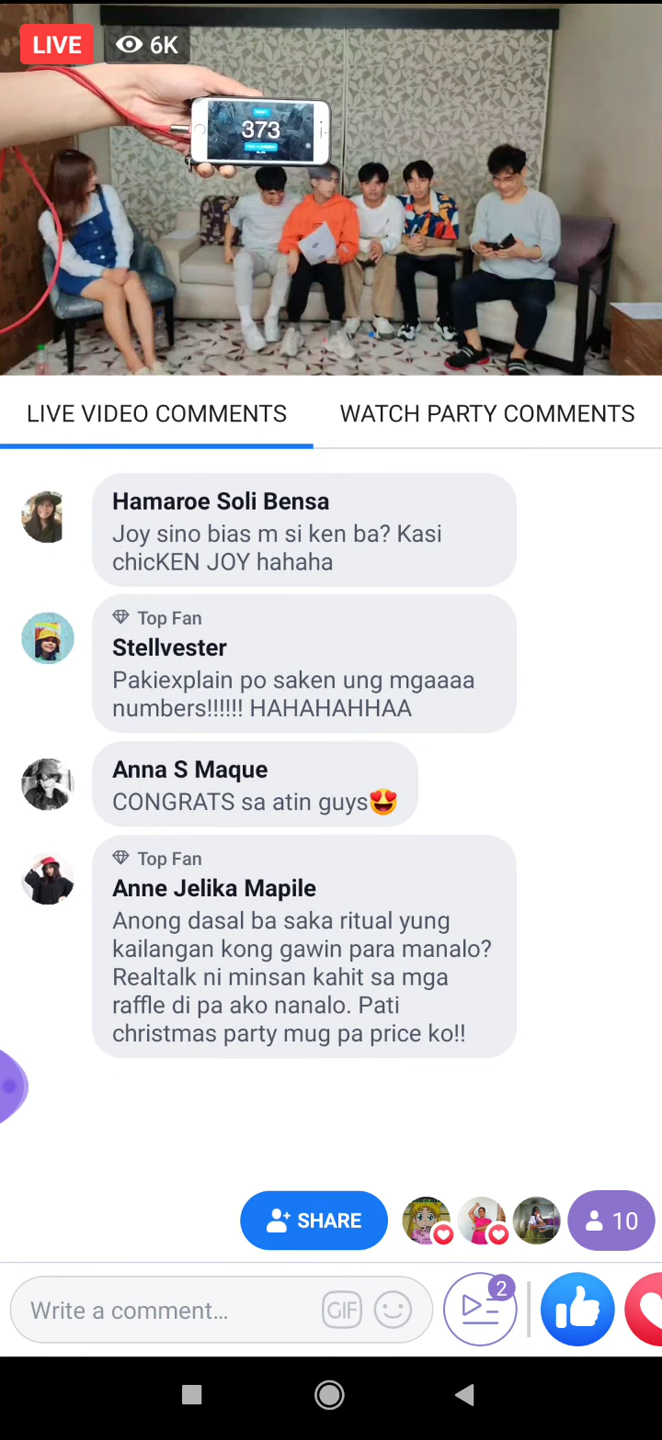 LIVE
6K
373
LIVE VIDEO COMMENTS
WATCH PARTY COMMENTS
Hamaroe Soli Bensa
Joy sino bias m si ken ba? Kasi
chicKEN JOY hahaha
Top Fan
Stellvester
Pakiexplain po saken ung mgaaaa
numbers!!!!!! HAHAHAHHAA
Anna S Maque
CONGRATS sa atin guys😍
Top Fan
Anne Jelika Mapile
Anong dasal ba saka ritual yung
kailangan kong gawin para manalo?
Realtalk ni minsan kahit sa mga
raffle di pa ako nanalo. Pati
christmas party mug pa price ko!!
SHARE
10
Write a comment...
GIF
2